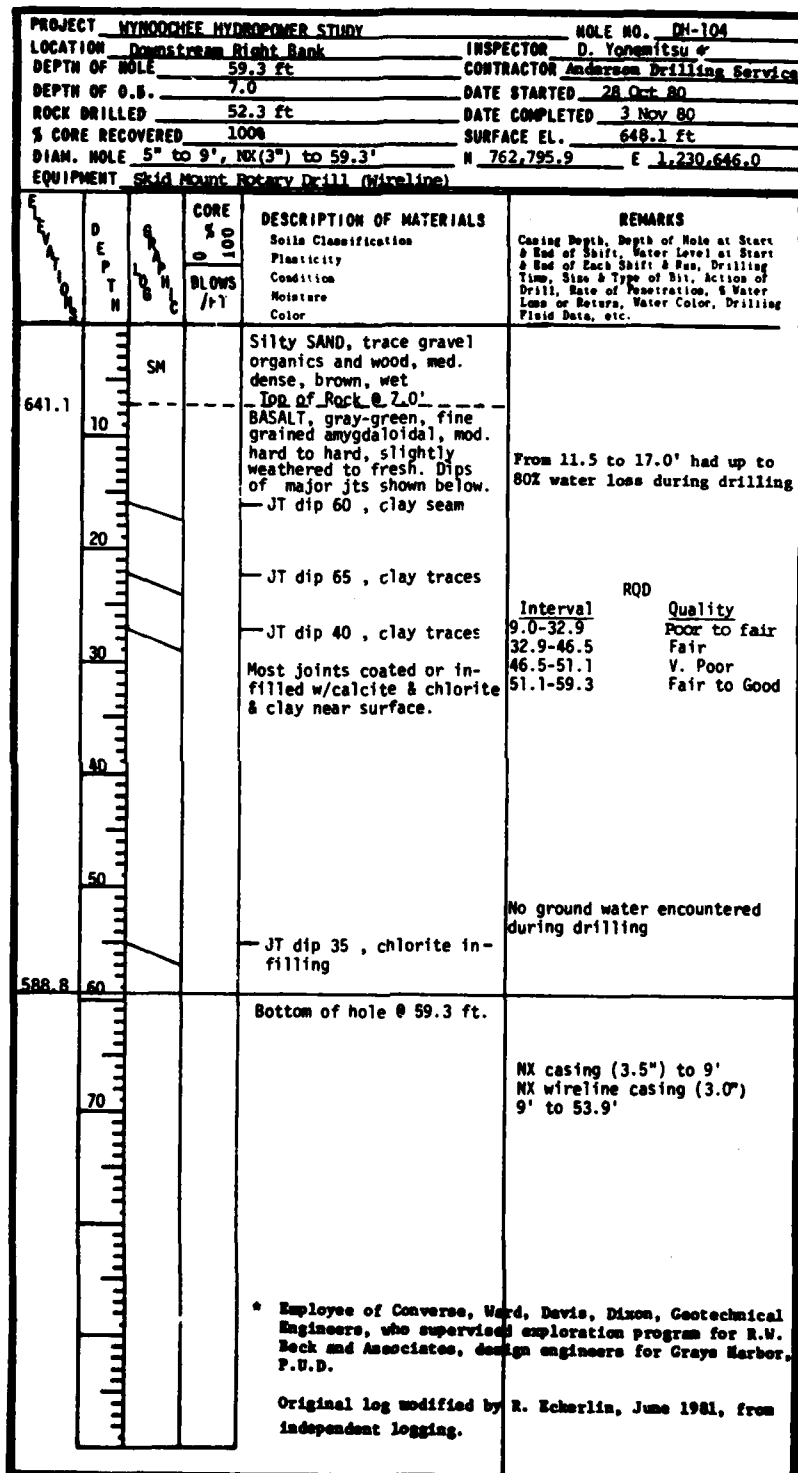 PROJECT WYNOOCHEE HYDROPOWER STUDY HOLE NO. DH-104
LOCATION Downstream Right Bank INSPECTOR D. Yonemitsu *
DEPTH OF HOLE 59.3 ft CONTRACTOR Andersen Drilling Service
DEPTH OF O.B. 7.0 DATE STARTED 28 Oct 80
ROCK DRILLED 52.3 ft DATE COMPLETED 3 Nov 80
% CORE RECOVERED 100% SURFACE EL. 648.1 ft
DIAM. HOLE 5" to 9', NX(3") to 59.3' N 762,795.9 E 1,230,646.0
EQUIPMENT Skid Mount Rotary Drill (Wireline)
ELEVATIONS
DEPTH
GRAPHIC LOG
CORE
%
0 100
BLOWS
/FT
DESCRIPTION OF MATERIALS
Soils Classification
Plasticity
Condition
Moisture
Color
REMARKS
Casing Depth, Depth of Hole at Start
& End of Shift, Water Level at Start
& End of Each Shift & Run, Drilling
Time, Size & Type of Bit, Action of
Drill, Rate of Penetration, % Water
Loss or Return, Water Color, Drilling
Fluid Data, etc.
SM
Silty SAND, trace gravel
organics and wood, med.
dense, brown, wet
641.1
Top of Rock @ 7.0'
10
BASALT, gray-green, fine
grained amygdaloidal, mod.
hard to hard, slightly
weathered to fresh. Dips
of major jts shown below.
From 11.5 to 17.0' had up to
80% water loss during drilling
JT dip 60 , clay seam
20
JT dip 65 , clay traces
RQD
Interval Quality
9.0-32.9 Poor to fair
32.9-46.5 Fair
46.5-51.1 V. Poor
51.1-59.3 Fair to Good
JT dip 40 , clay traces
30
Most joints coated or in-
filled w/calcite & chlorite
& clay near surface.
40
50
No ground water encountered
during drilling
JT dip 35 , chlorite in-
filling
588.8
60
Bottom of hole @ 59.3 ft.
NX casing (3.5") to 9'
NX wireline casing (3.0")
9' to 53.9'
70
* Employee of Converse, Ward, Davis, Dixon, Geotechnical
Engineers, who supervised exploration program for R.W.
Beck and Associates, design engineers for Grays Harbor,
P.U.D.
Original log modified by R. Eckerlin, June 1981, from
independent logging.